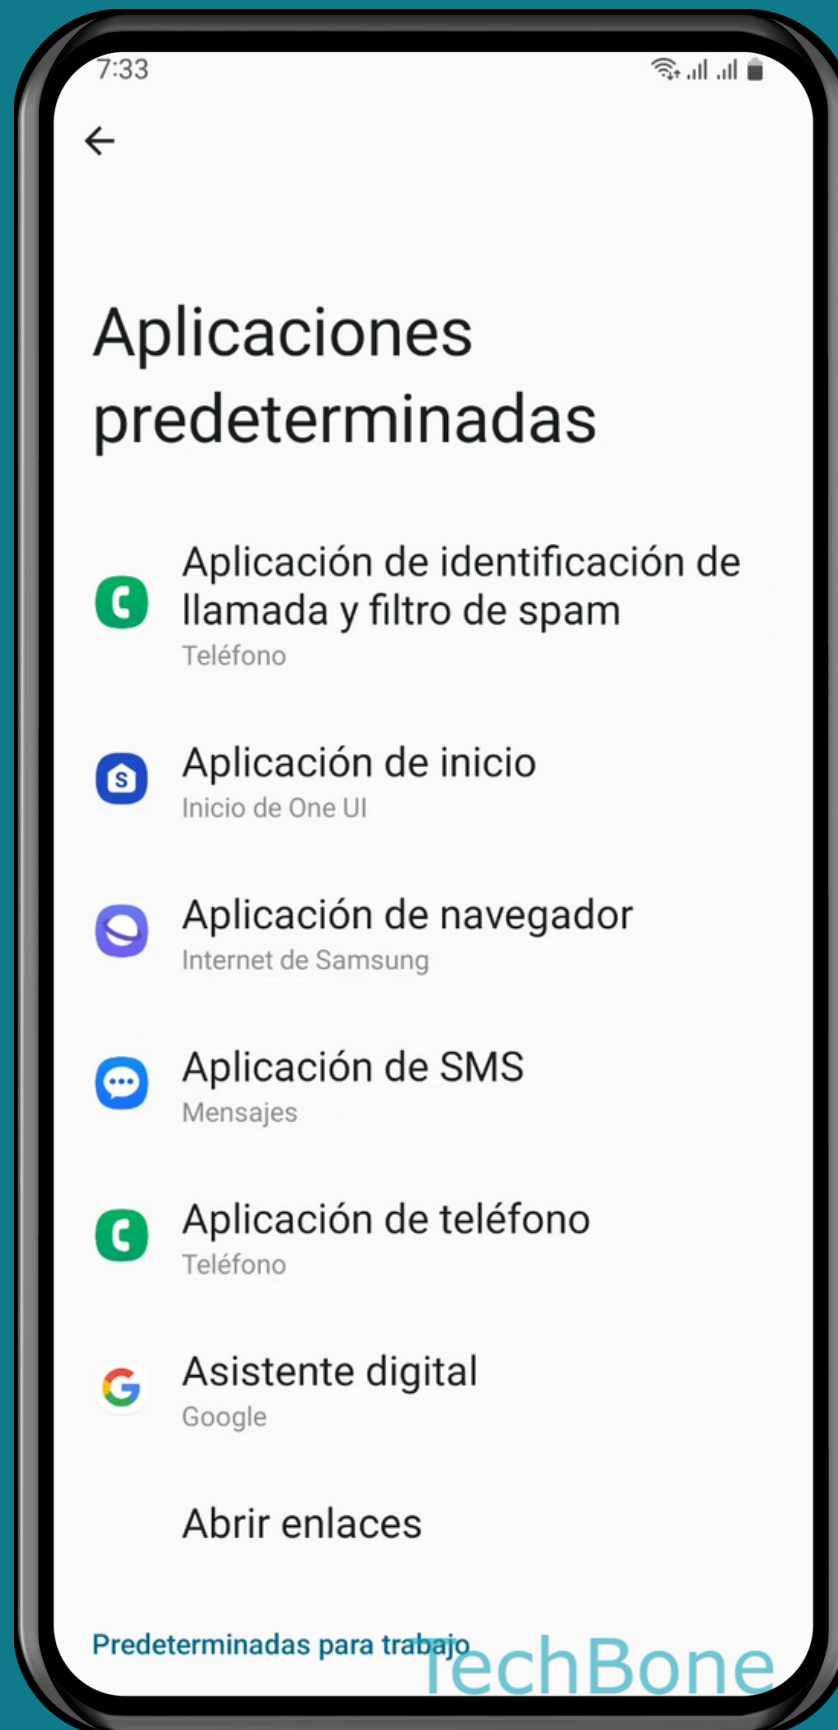 7:33
Aplicaciones
predeterminadas
Aplicación de identificación de
llamada y filtro de spam
Teléfono
S
Aplicación de inicio
Inicio de One UI
Aplicación de navegador
Internet de Samsung
Aplicación de SMS
Mensajes
Aplicación de teléfono
Teléfono
G
Asistente digital
Google
Abrir enlaces
Predeterminadas para trabajo
TechBone